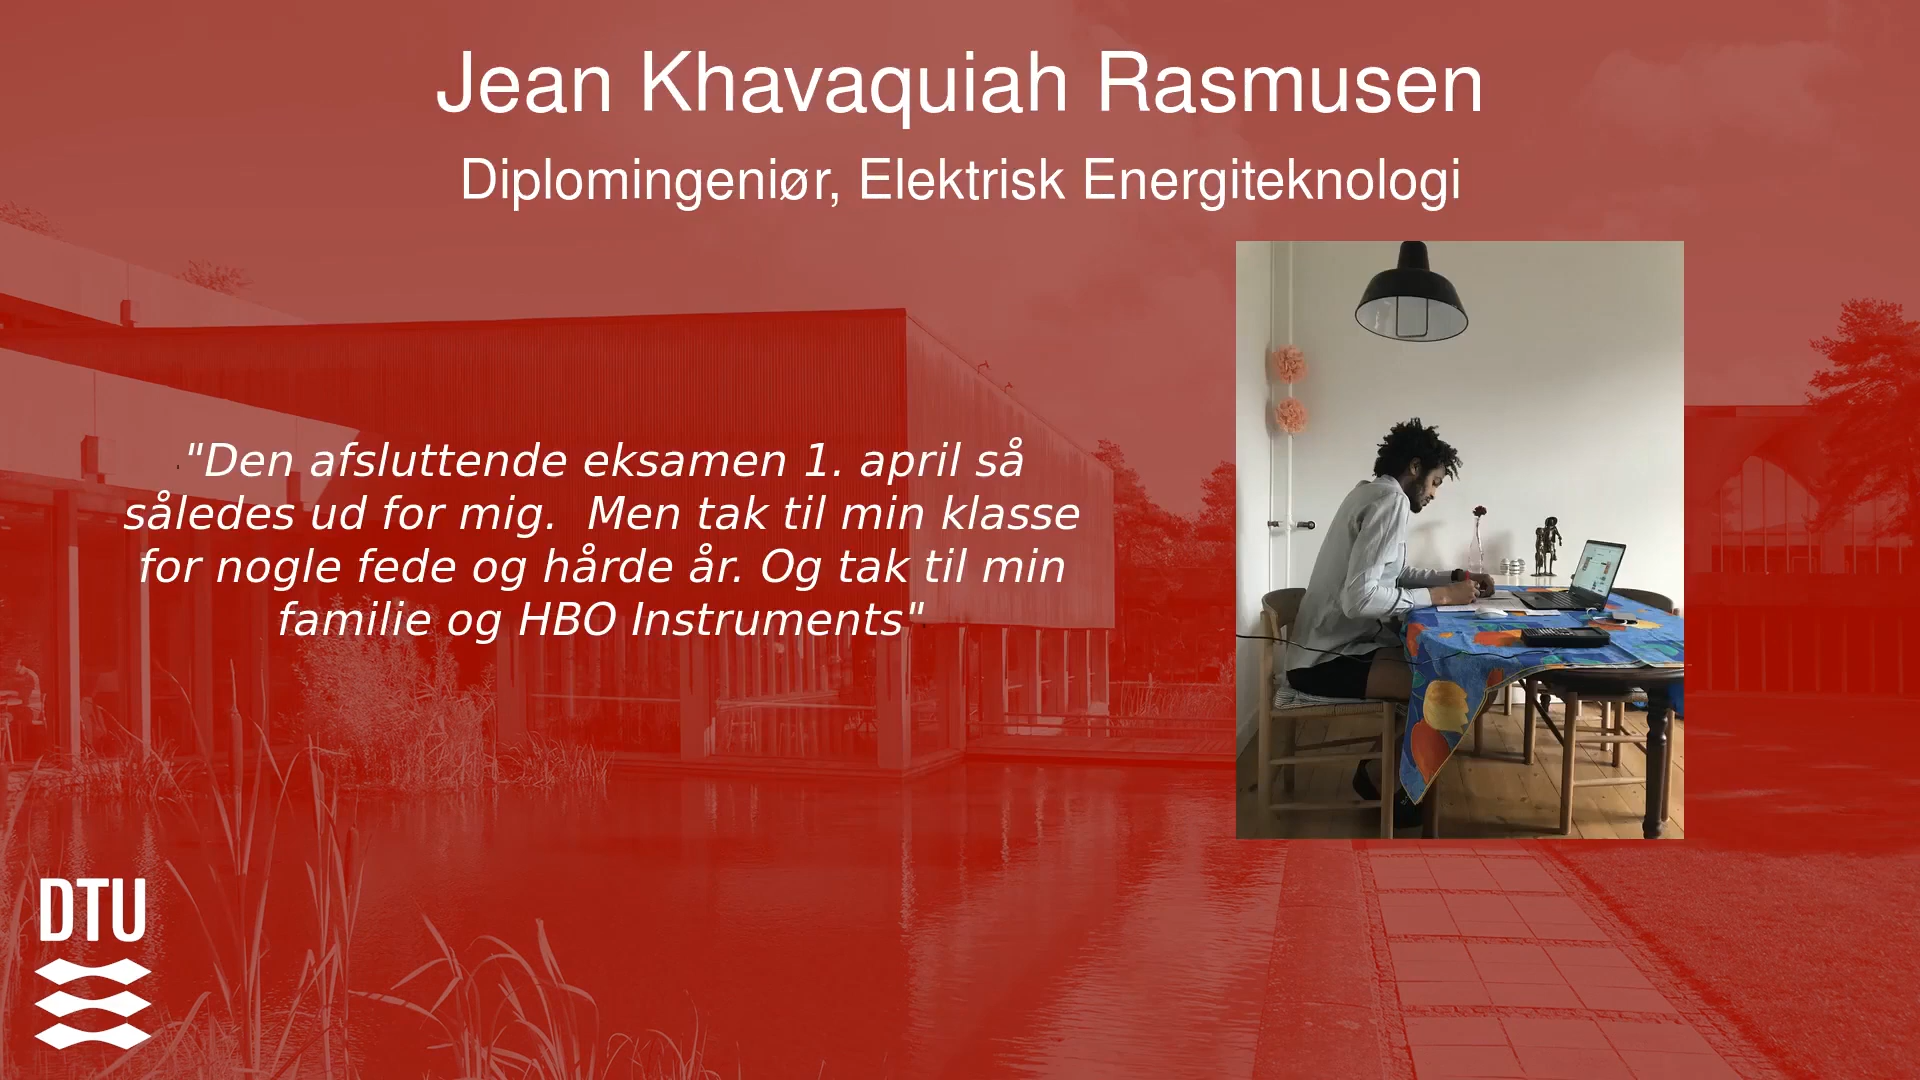 Jean Khavaquiah Rasmusen
Diplomingeniør, Elektrisk Energiteknologi
"Den afsluttende eksamen 1. april så
således ud for mig.  Men tak til min klasse
for nogle fede og hårde år. Og tak til min
familie og HBO Instruments"
DTU